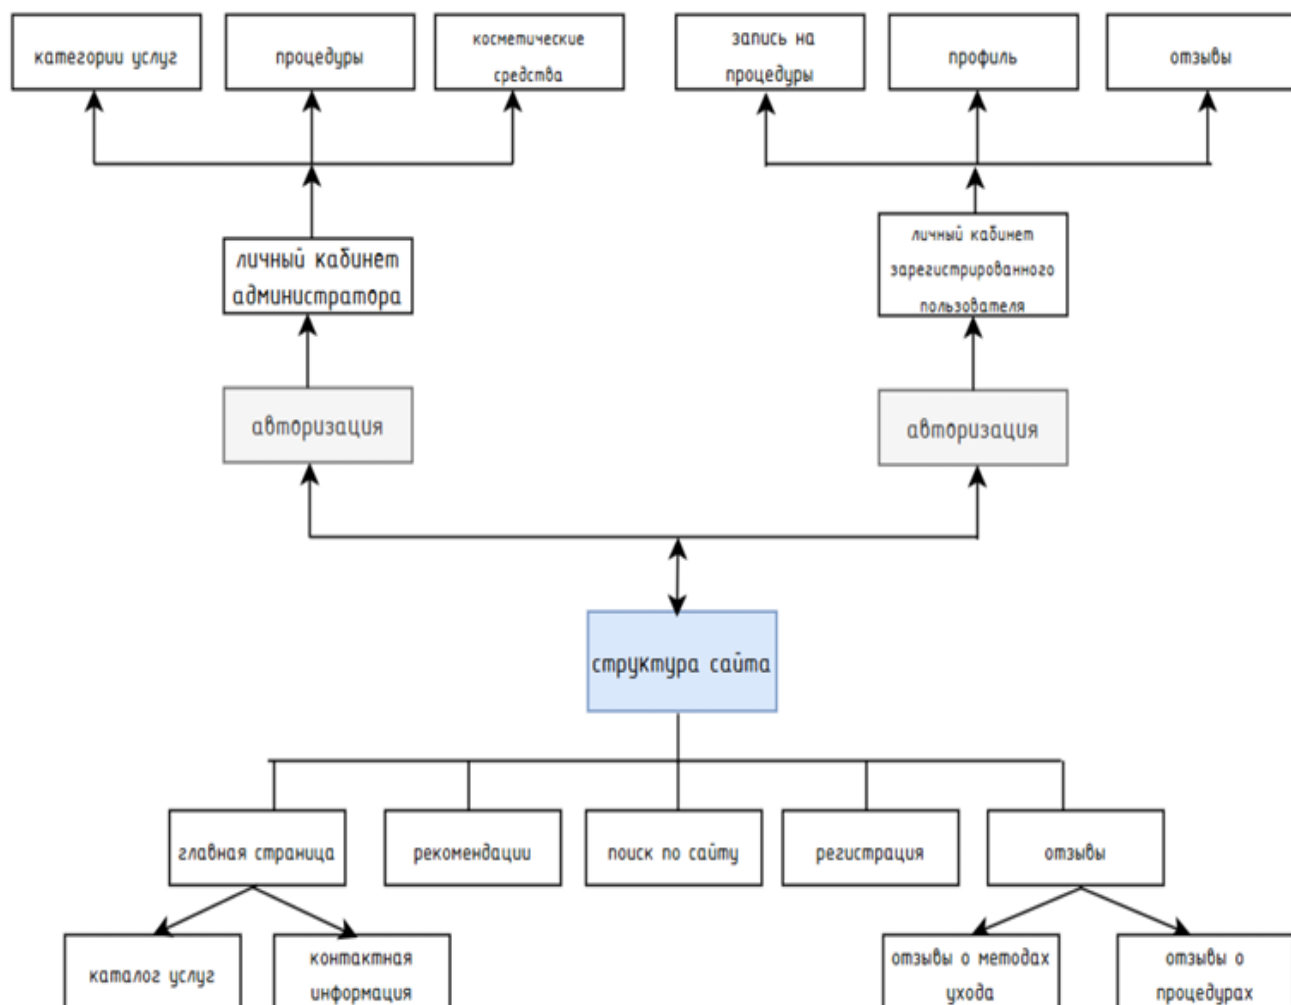 категории услуг
процедуры
косметические
средства
запись на
процедуры
профиль
отзывы
личный кабинет
администратора
личный кабинет
зарегистрированного
пользователя
авторизация
авторизация
структура сайта
главная страница
рекомендации
поиск по сайту
регистрация
отзывы
каталог услуг
контактная
информация
отзывы о методах
ухода
отзывы о
процедурах